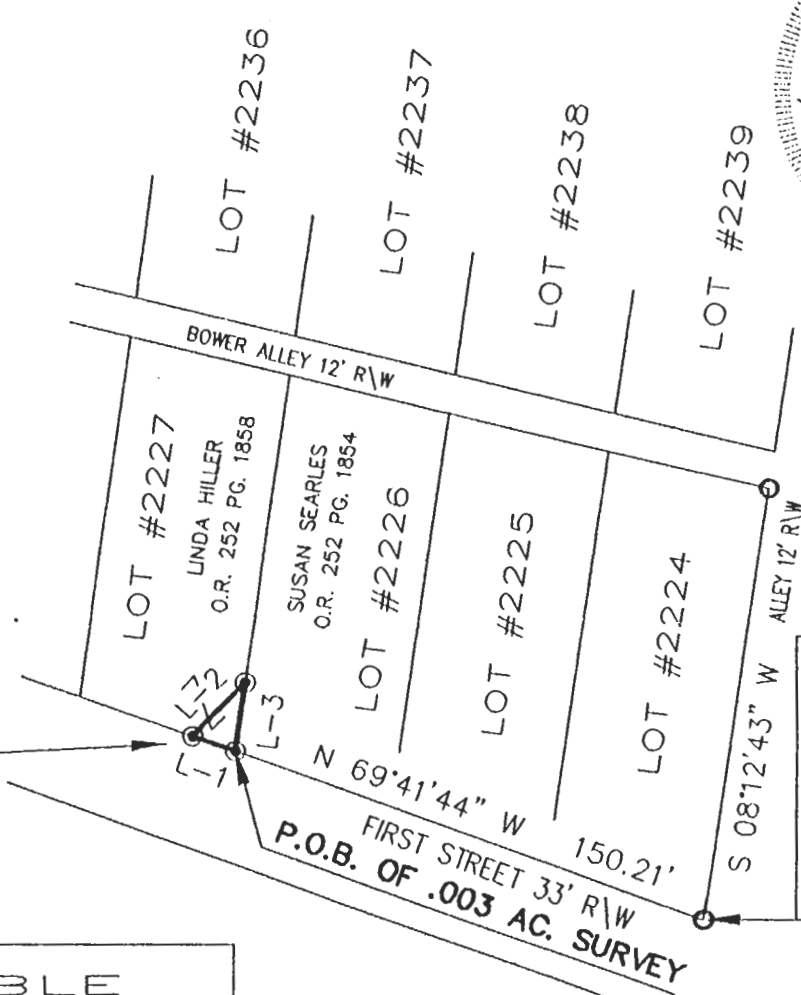 LOT #2236
LOT #2237
LOT #2238
LOT #2239
BOWER ALLEY 12' R\W
LOT #2227
LINDA HILLER
O.R. 252 PG. 1858
SUSAN SEARLES
O.R. 252 PG. 1854
LOT #2226
LOT #2225
LOT #2224
ALLEY 12' R\W
S 08°12'43" W
L-2
L-3
L-1
N 69°41'44" W
150.21'
FIRST STREET 33' R\W
P.O.B. OF .003 AC. SURVEY
BLE